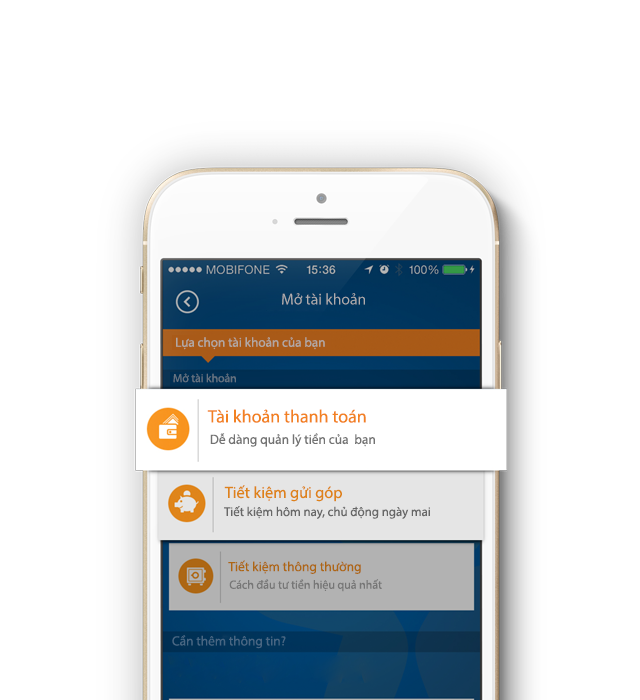 MOBIFONE 15:36 100%
Mở tài khoản
Lựa chọn tài khoản của bạn
Mở tài khoản
Tài khoản thanh toán
Dễ dàng quản lý tiền của bạn
Tiết kiệm gửi góp
Tiết kiệm hôm nay, chủ động ngày mai
Tiết kiệm thông thường
Cách đầu tư tiền hiệu quả nhất
Cần thêm thông tin?